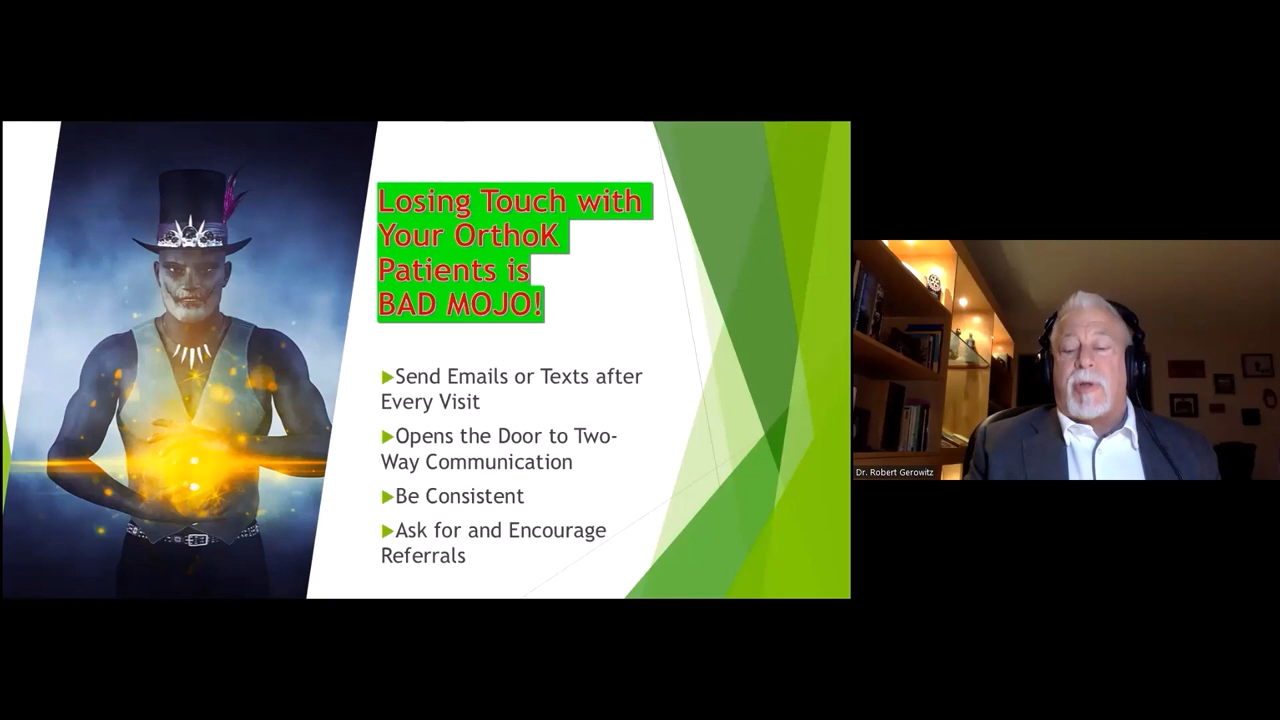 Losing Touch with
Your OrthoK
Patients is
BAD MOJO!
▶Send Emails or Texts after
Every Visit
▶Opens the Door to Two-
Way Communication
▶Be Consistent
▶Ask for and Encourage
Referrals
Dr. Robert Gerowitz